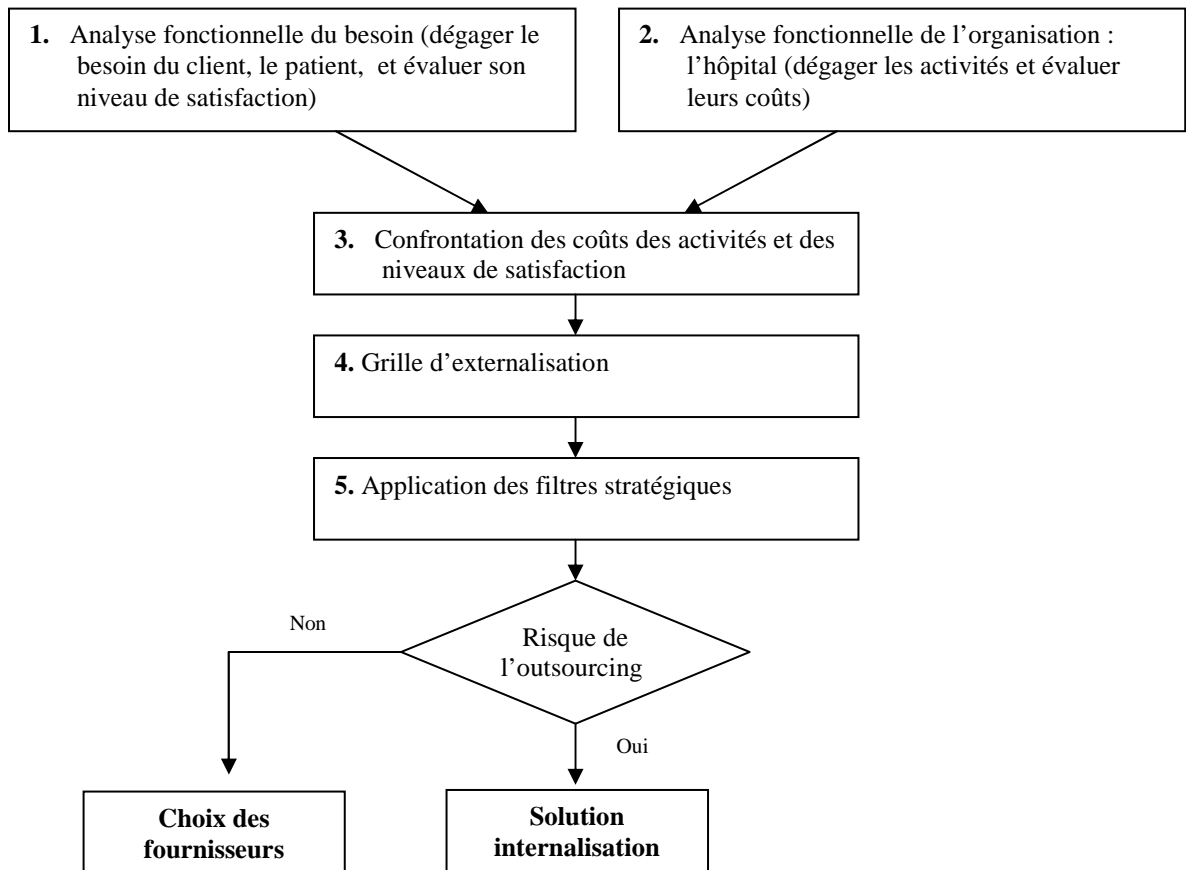 1. Analyse fonctionnelle du besoin (dégager le
besoin du client, le patient, et évaluer son
niveau de satisfaction)
2. Analyse fonctionnelle de l’organisation :
l’hôpital (dégager les activités et évaluer
leurs coûts)
3. Confrontation des coûts des activités et des
niveaux de satisfaction
4. Grille d’externalisation
5. Application des filtres stratégiques
Non
Risque de
l’outsourcing
Oui
Choix des
fournisseurs
Solution
internalisation